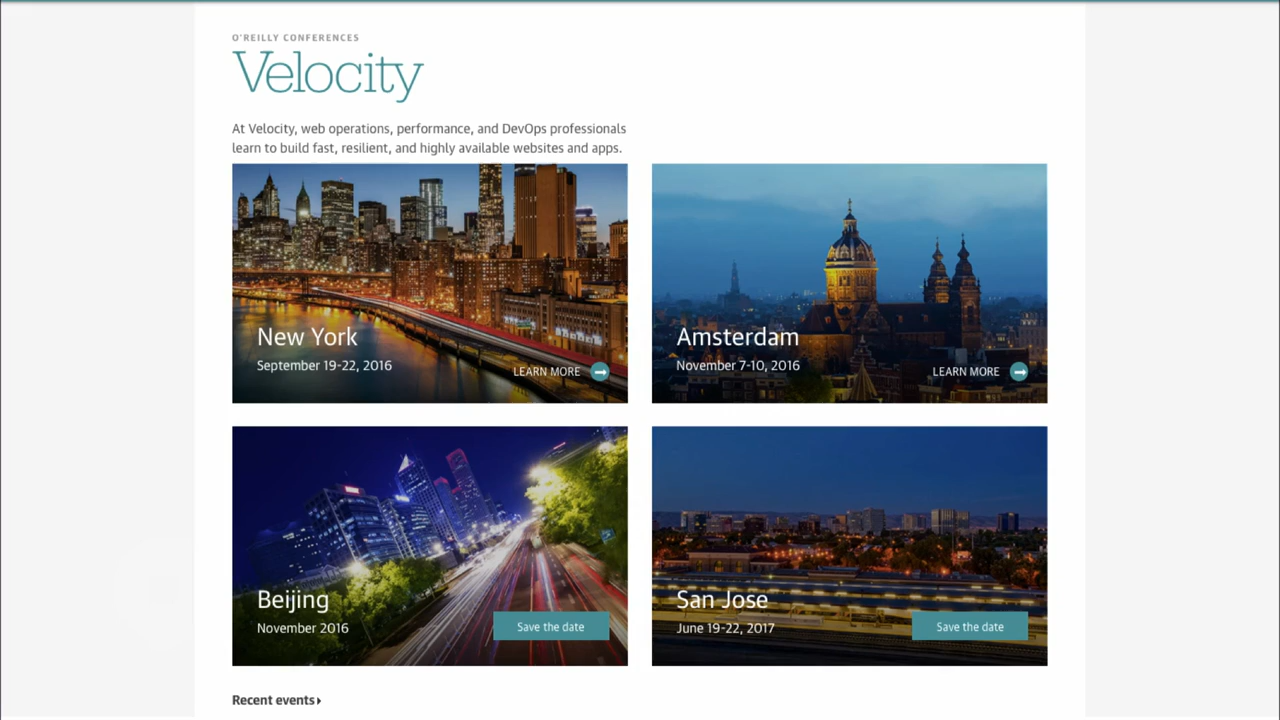 O'REILLY CONFERENCES
Velocity
At Velocity, web operations, performance, and DevOps professionals
learn to build fast, resilient, and highly available websites and apps.
New York
September 19-22, 2016
LEARN MORE
Amsterdam
November 7-10, 2016
LEARN MORE
Beijing
November 2016
Save the date
San Jose
June 19-22, 2017
Save the date
Recent events